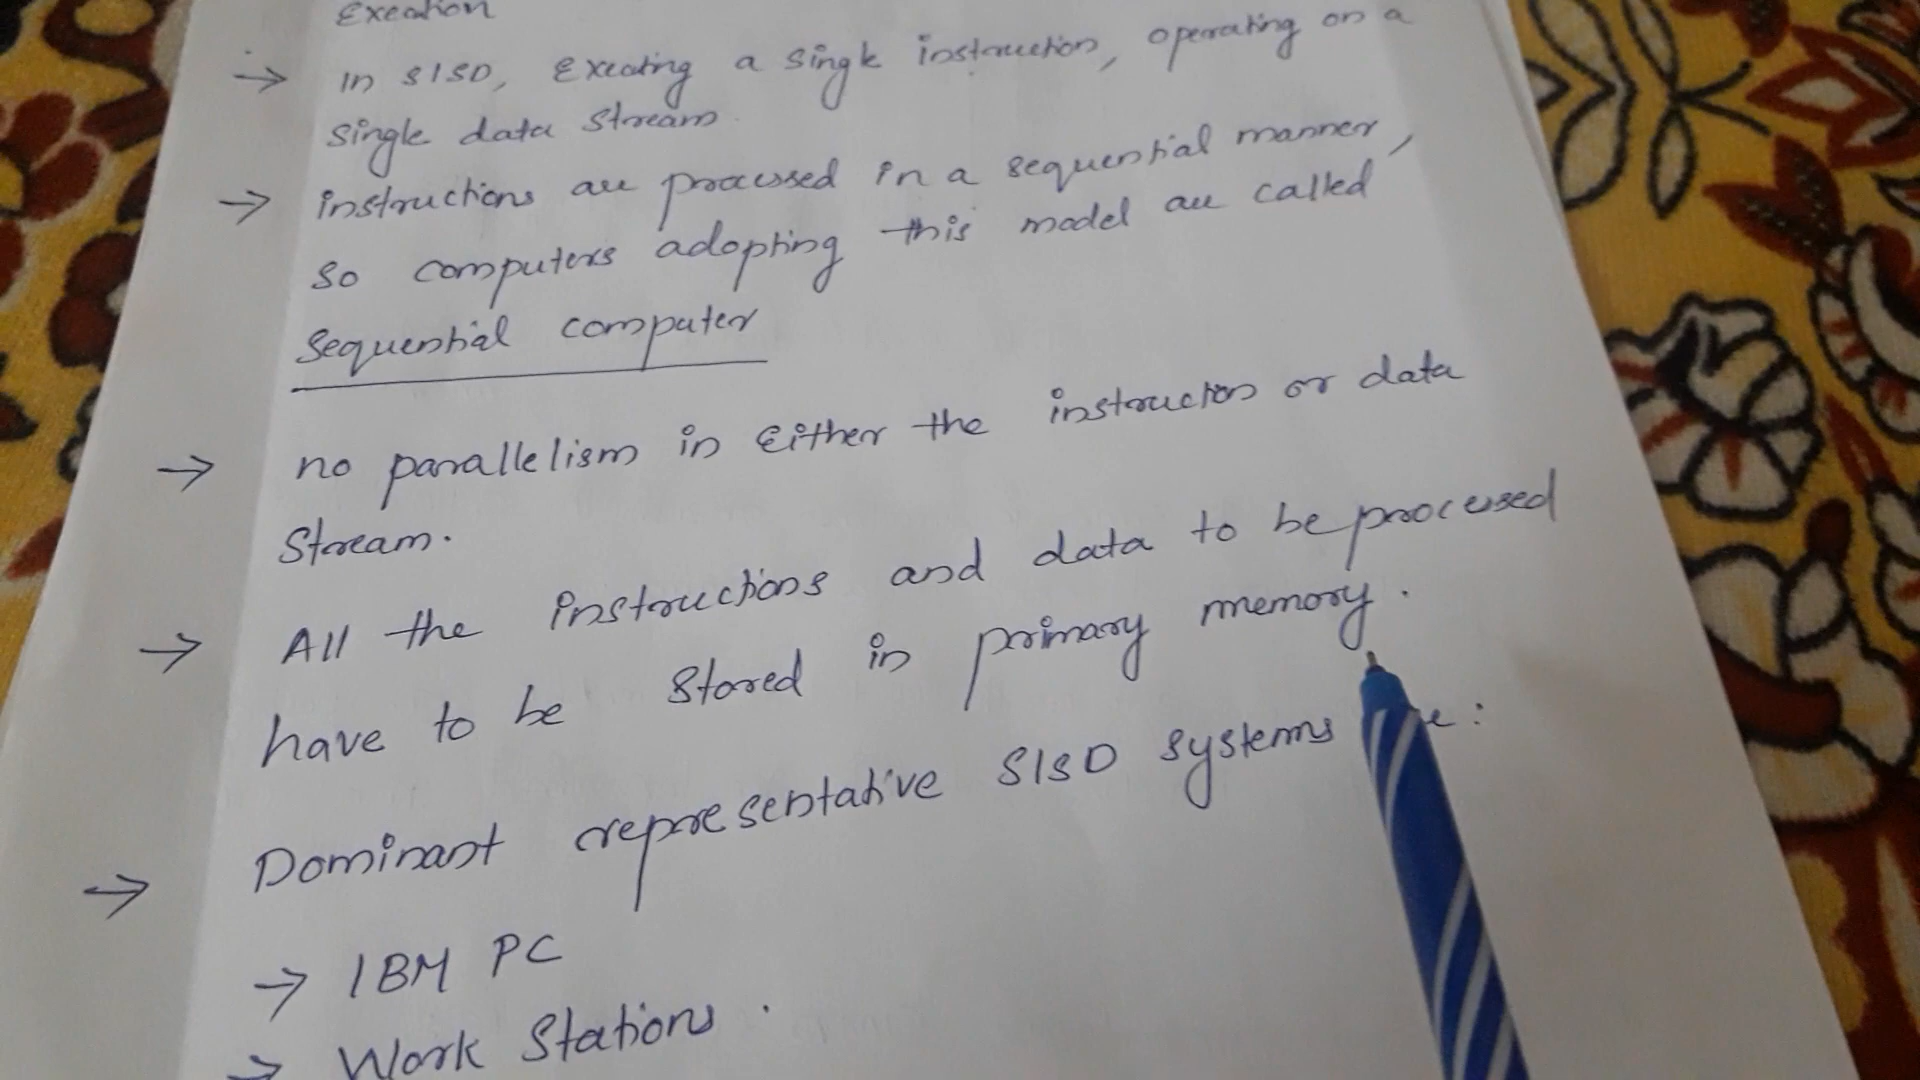 Execution
→ In SISD, Executing a single instruction, operating on a
single data stream
→ instructions are processed in a sequential manner,
so computers adopting this model are called
sequential computer
→ no parallelism in Either the instruction or data
stream.
→ All the instructions and data to be processed
have to be stored in primary memory.
→ Dominant representative SISD systems :
→ IBM PC
→ Work Stations.